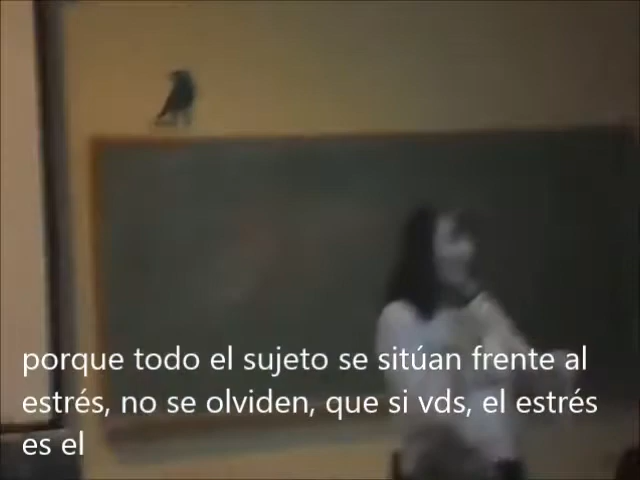 porque todo el sujeto se sitúan frente al
estrés, no se olviden, que si vds, el estrés
es el